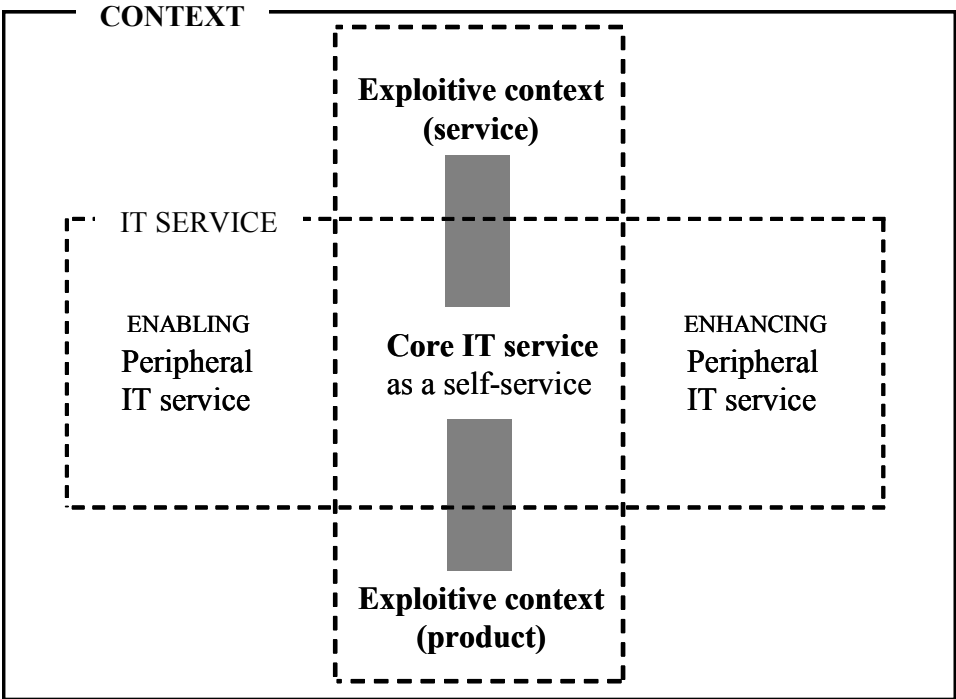 CONTEXT
Exploitive context
(service)
IT SERVICE
ENABLING
Peripheral
IT service
Core IT service
as a self-service
ENHANCING
Peripheral
IT service
Exploitive context
(product)